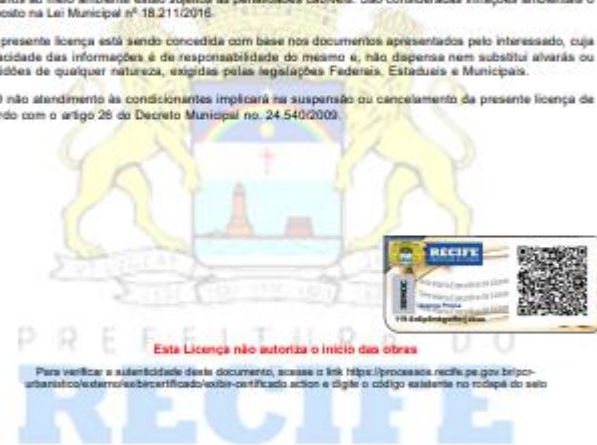 anos ao meio ambiente estão sujeitos às penalidades cabíveis. São consideradas infrações ambientais o
posto na Lei Municipal nº 18.211/2016.
presente licença está sendo concedida com base nos documentos apresentados pelo interessado, cuja
acidade das informações é de responsabilidade do mesmo e, não dispensa nem substitui alvarás ou
idões de qualquer natureza, exigidas pelas legislações Federais, Estaduais e Municipais.
O não atendimento às condicionantes implicará na suspensão ou cancelamento da presente licença de
rdo com o artigo 26 do Decreto Municipal no. 24.540/2009.
RECIFE
PREFEITURA DO
Esta Licença não autoriza o início das obras
Para verificar a autenticidade deste documento, acesse o link https://processos.recife.pe.gov.br/pcr-
urbanistico/externo/exibircertificado/exibir-certificado.action e digite o código existente no rodapé do selo
RECIFE